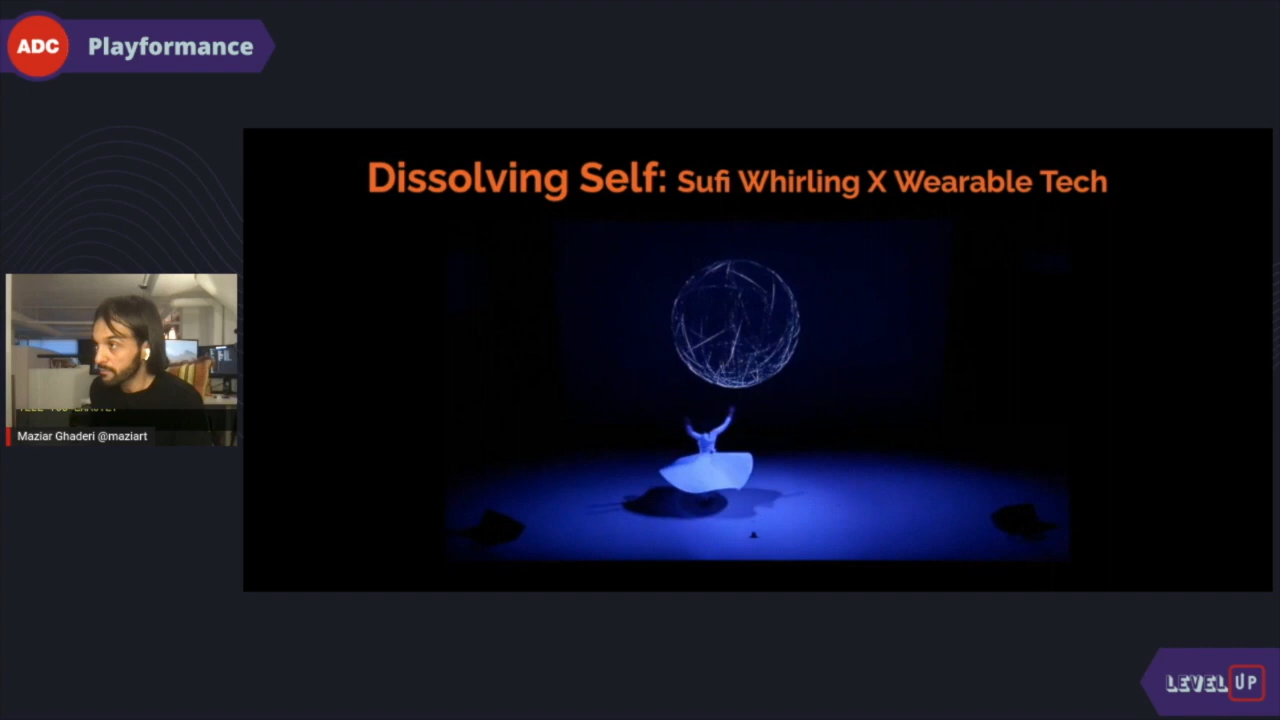 ADC
Playformance
Dissolving Self: Sufi Whirling X Wearable Tech
Maziar Ghaderi @maziart
LEVEL UP